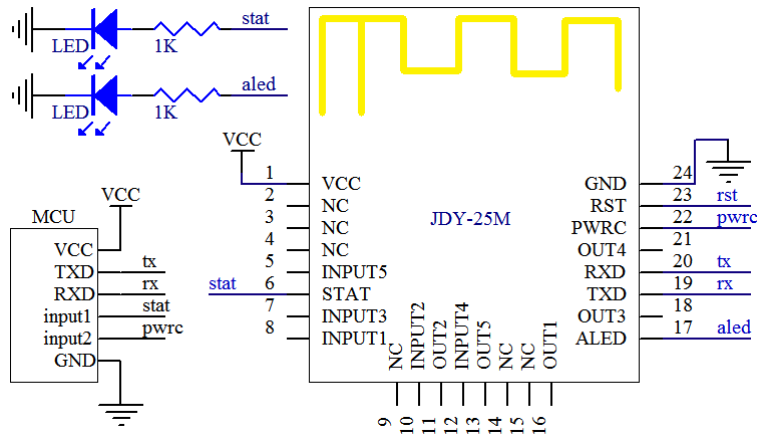 stat
LED 1K
aled
LED 1K
VCC
1 VCC
2 NC
3 NC
4 NC
5 INPUT5
stat 6 STAT
7 INPUT3
8 INPUT1
JDY-25M
GND 24
RST 23 rst
PWRC 22 pwrc
OUT4 21
RXD 20 tx
TXD 19 rx
OUT3 18
ALED 17 aled
NC 9
INPUT2 10
OUT2 11
INPUT4 12
OUT5 13
NC 14
NC 15
OUT1 16
VCC
MCU
VCC
TXD tx
RXD rx
input1 stat
input2 pwrc
GND